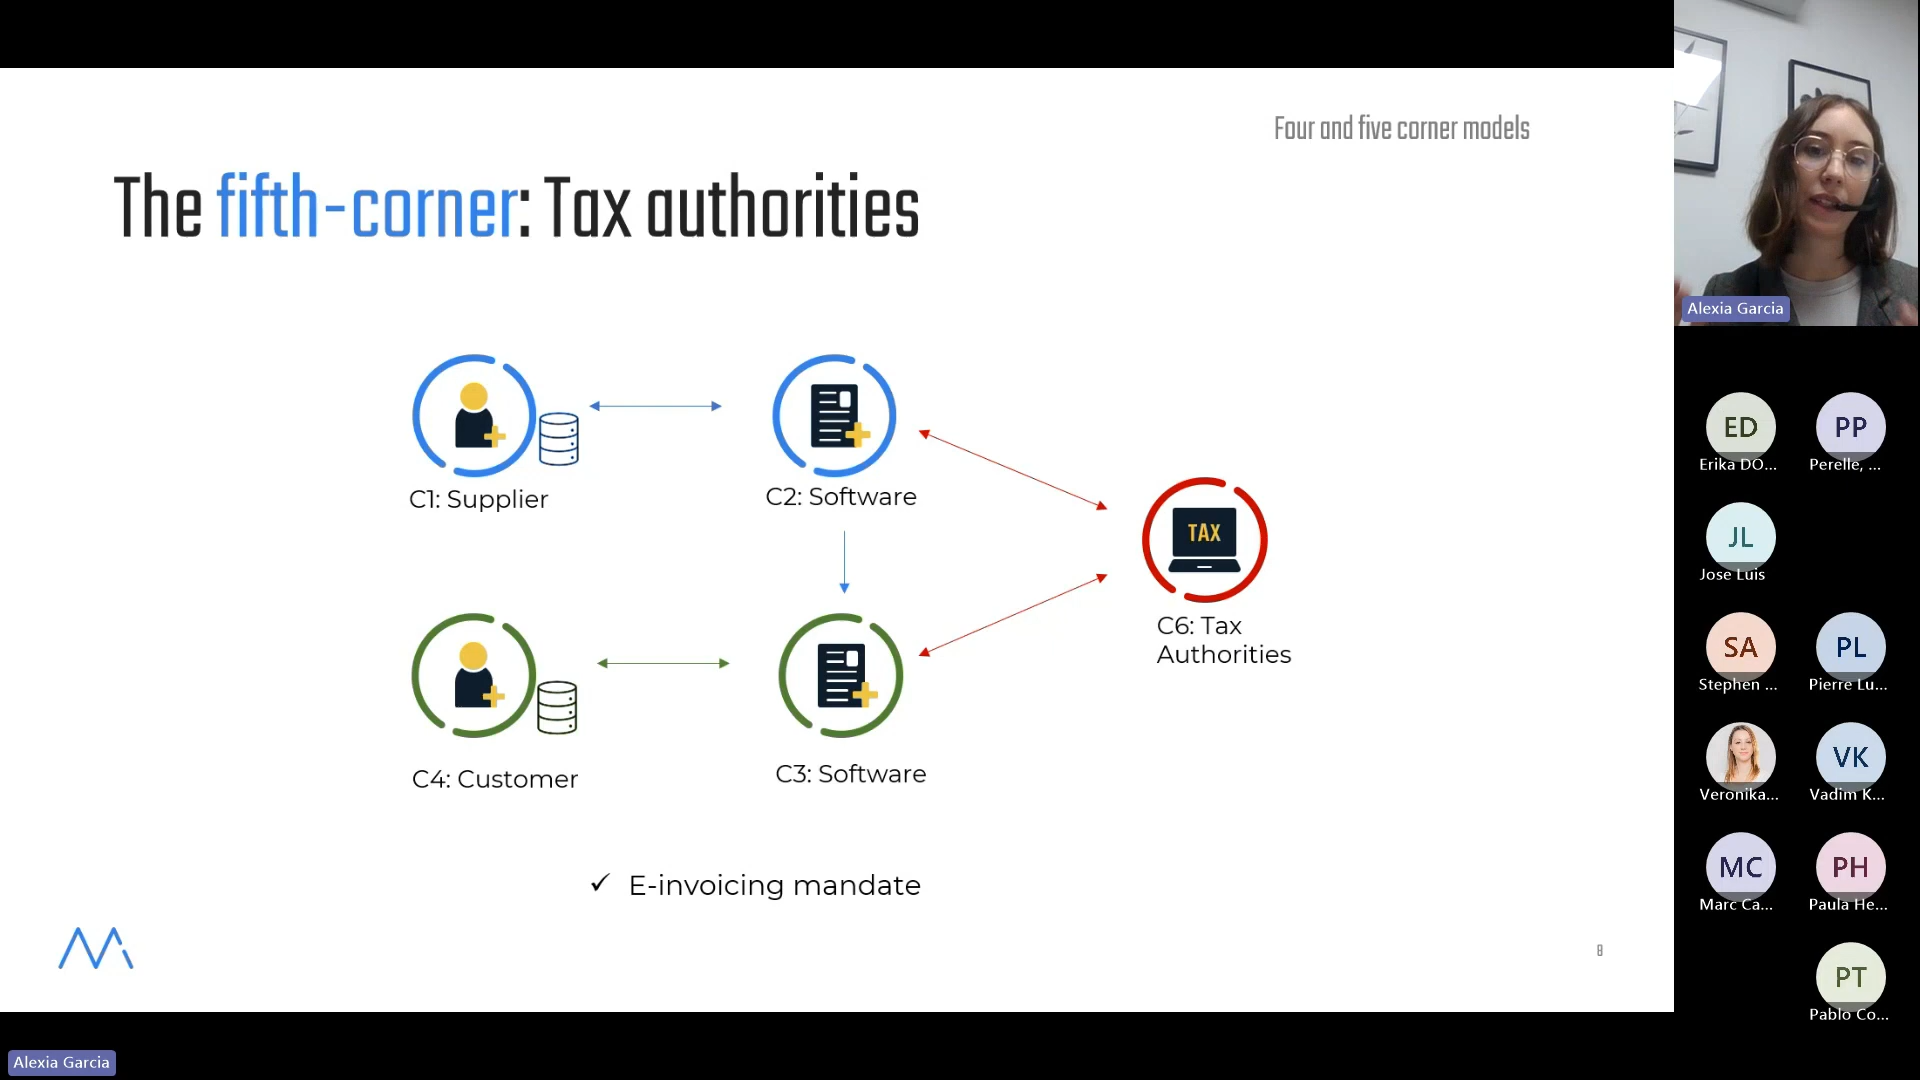 Four and five corner models
The fifth-corner: Tax authorities
C1: Supplier
C2: Software
TAX
C6: Tax
Authorities
C4: Customer
C3: Software
✓ E-invoicing mandate
8
Alexia Garcia
ED
Erika DO...
PP
Perelle, ...
JL
Jose Luis
SA
Stephen ...
PL
Pierre Lu...
Veronika...
VK
Vadim K...
MC
Marc Ca...
PH
Paula He...
PT
Pablo Co...
Alexia Garcia